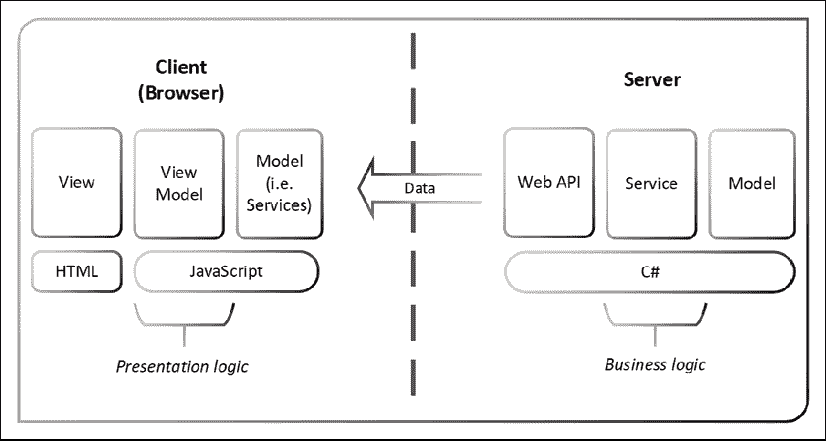 Client
(Browser)
Server
View
View
Model
Model
(i.e.
Services)
Data
Web API
Service
Model
HTML
JavaScript
C#
Presentation logic
Business logic